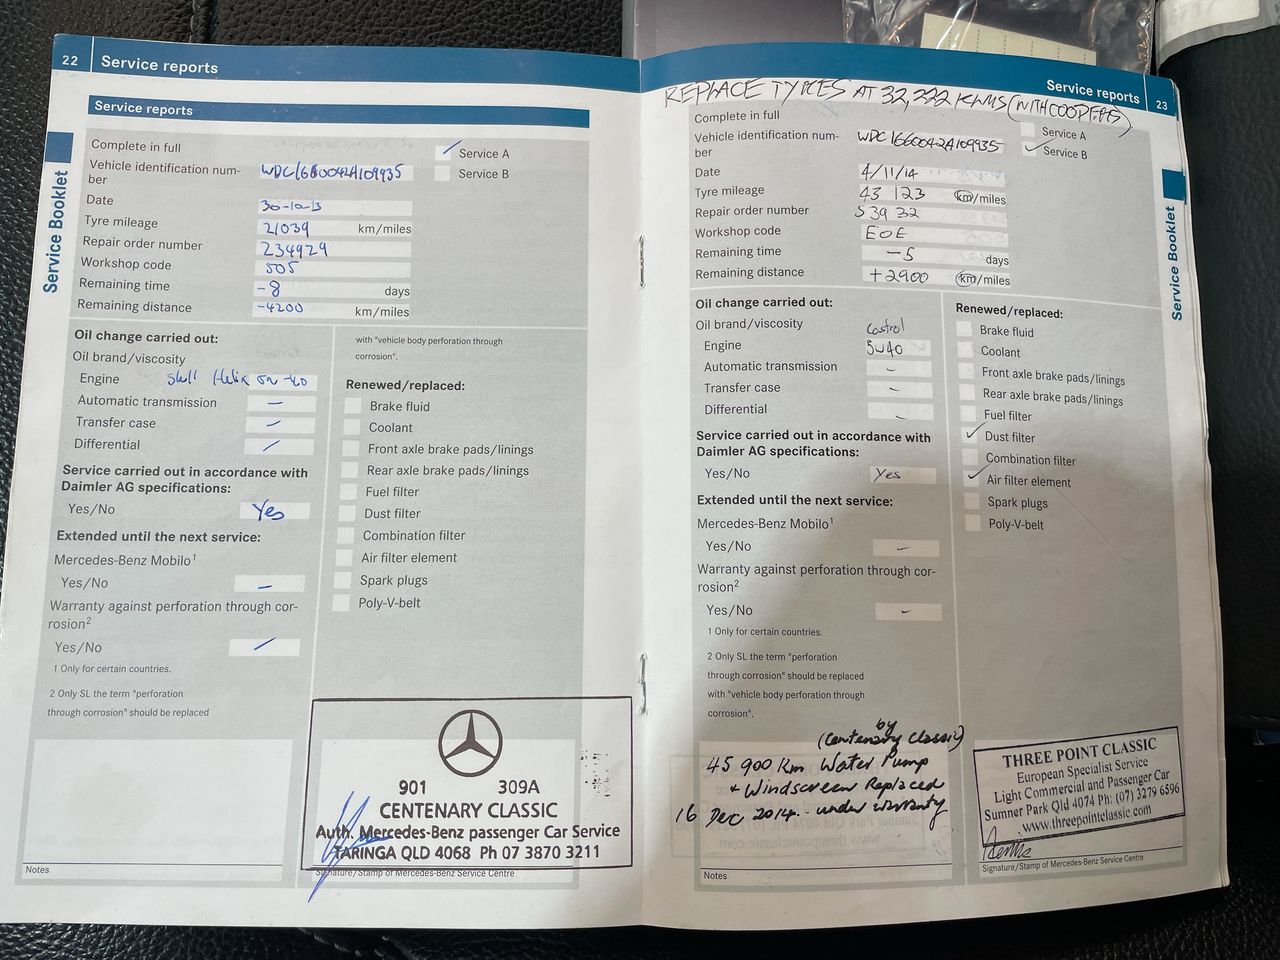 22 Service reports
Service reports
Service Booklet
Complete in full
Service A
Service B
Vehicle identification num-
ber
WDC1660042A109935
Date 30-10-13
Tyre mileage 21039 km/miles
Repair order number 234929
Workshop code 505
Remaining time -8 days
Remaining distance -4200 km/miles
Oil change carried out:
Oil brand/viscosity
Engine Shell Helix 5W-40
Automatic transmission –
Transfer case –
Differential –
Service carried out in accordance with
Daimler AG specifications:
Yes/No Yes
Extended until the next service:
Mercedes-Benz Mobilo1
Yes/No –
Warranty against perforation through cor-
rosion2
Yes/No –
1 Only for certain countries.
2 Only SL the term "perforation
through corrosion" should be replaced
with "vehicle body perforation through
corrosion".
Renewed/replaced:
Brake fluid
Coolant
Front axle brake pads/linings
Rear axle brake pads/linings
Fuel filter
Dust filter
Combination filter
Air filter element
Spark plugs
Poly-V-belt
901 309A
CENTENARY CLASSIC
Auth. Mercedes-Benz passenger Car Service
TARINGA QLD 4068 Ph 07 3870 3211
Notes
Signature/Stamp of Mercedes-Benz Service Centre
Service reports 23
REPLACE TYRES AT 32,222 KLMS (WITH COOPERS)
Service Booklet
Complete in full
Service A
Service B
Vehicle identification num-
ber
WDC1660042A109935
Date 4/11/14
Tyre mileage 43 123 km/miles
Repair order number 53932
Workshop code EOE
Remaining time -5 days
Remaining distance +2900 km/miles
Oil change carried out:
Oil brand/viscosity Castrol
Engine 5W40
Automatic transmission –
Transfer case –
Differential –
Service carried out in accordance with
Daimler AG specifications:
Yes/No Yes
Extended until the next service:
Mercedes-Benz Mobilo1
Yes/No –
Warranty against perforation through cor-
rosion2
Yes/No –
1 Only for certain countries.
2 Only SL the term "perforation
through corrosion" should be replaced
with "vehicle body perforation through
corrosion".
Renewed/replaced:
Brake fluid
Coolant
Front axle brake pads/linings
Rear axle brake pads/linings
Fuel filter
Dust filter
Combination filter
Air filter element
Spark plugs
Poly-V-belt
by
(Centenary Classic)
45 900 Km Water Pump
+ Windscreen Replaced
16 Dec 2014.. under warranty
THREE POINT CLASSIC
European Specialist Service
Light Commercial and Passenger Car
Sumner Park Qld 4074 Ph: (07) 3279 6596
www.threepointclassic.com
Notes
Signature/Stamp of Mercedes-Benz Service Centre